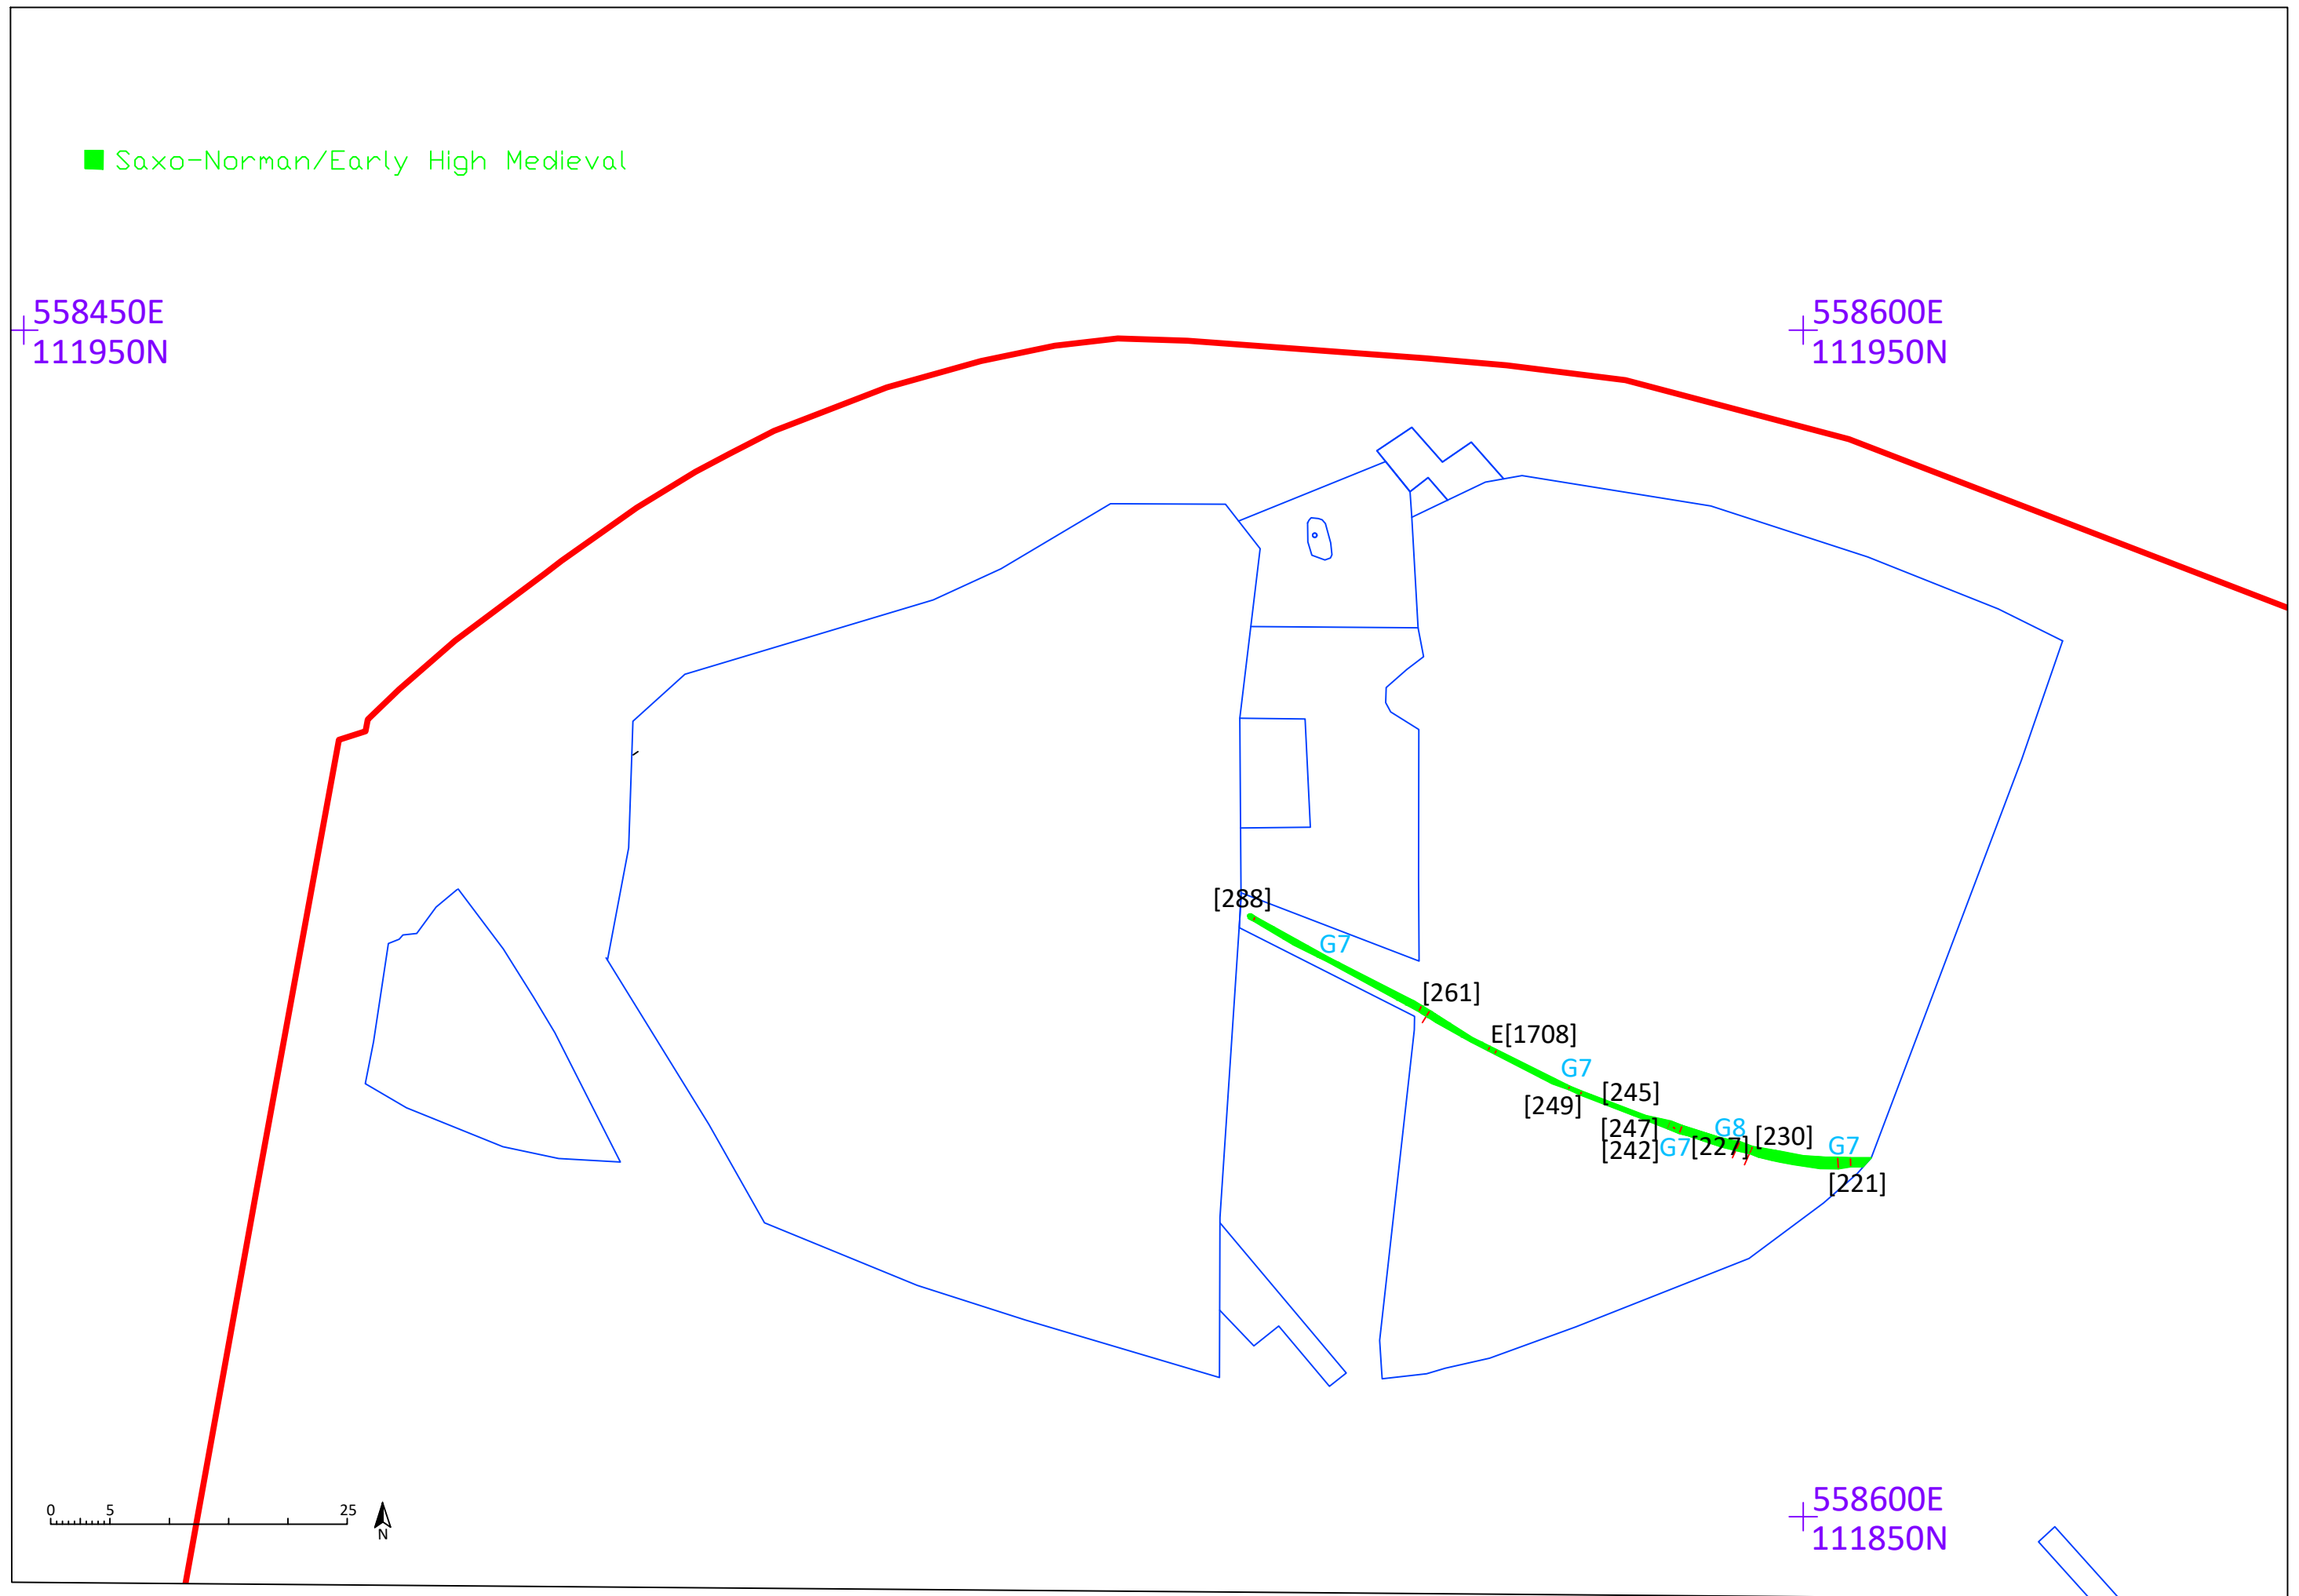 Saxo-Norman/Early High Medieval
558450E
111950N
558600E
111950N
[288]
G7
[261]
E[1708]
G7
[245]
[249]
[247]
G8
[230]
[242]
G7
[227]
G7
[221]
0 5 25
N
558600E
111850N